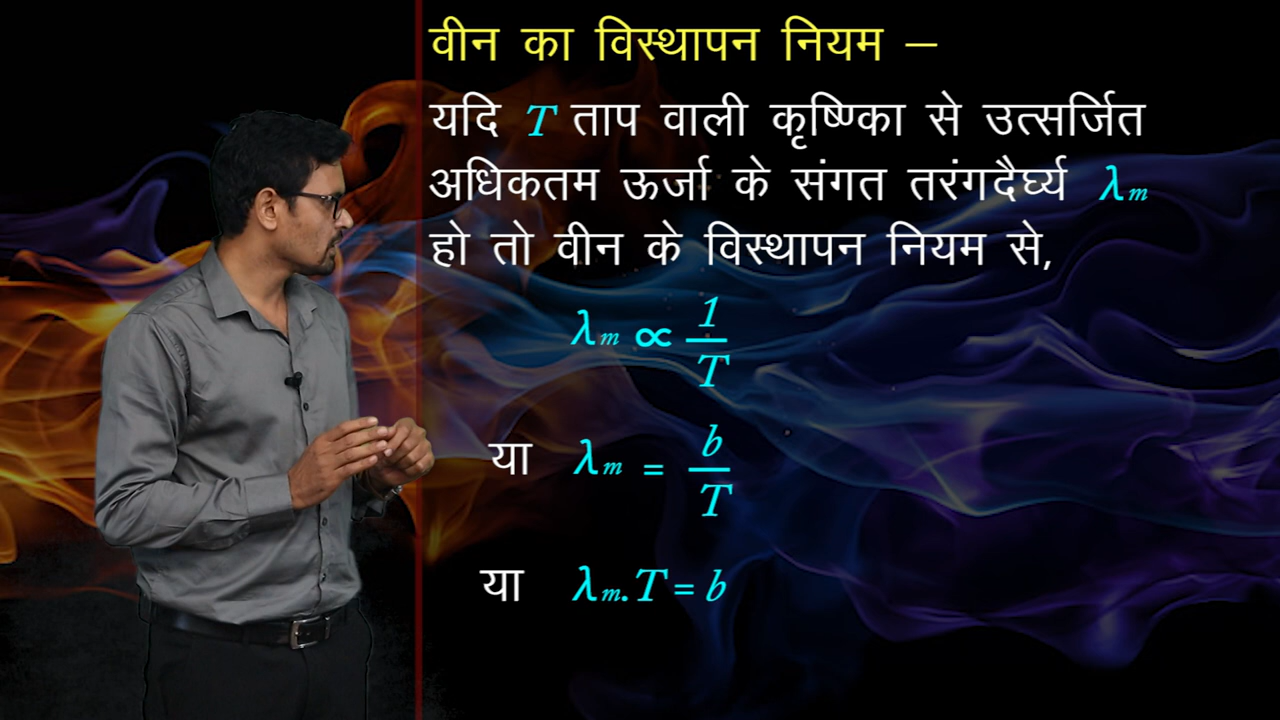 वीन का विस्थापन नियम –
यदि T ताप वाली कृष्णिका से उत्सर्जित
अधिकतम ऊर्जा के संगत तरंगदैर्घ्य λm
हो तो वीन के विस्थापन नियम से,
λm ∝ 1/T
या λm = b/T
या λm.T = b